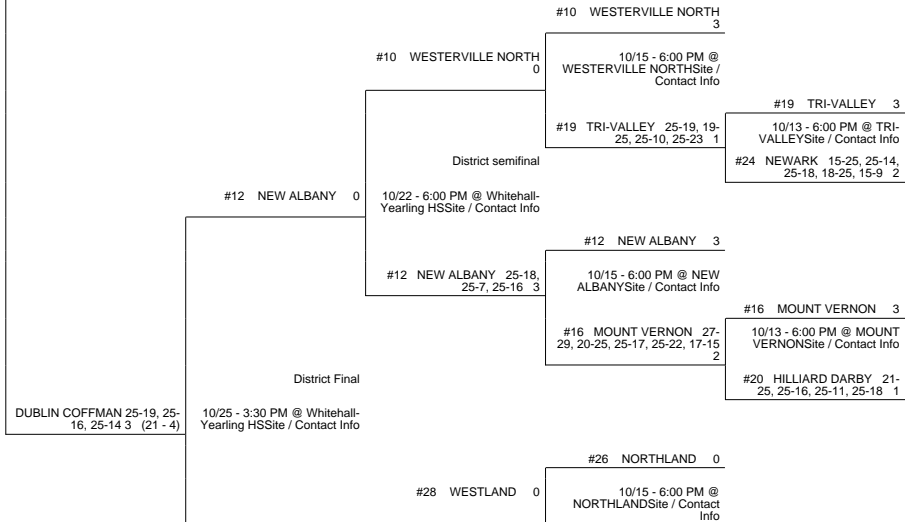 #10 WESTERVILLE NORTH
3
10/15 - 6:00 PM @
WESTERVILLE NORTHSite /
Contact Info
#10 WESTERVILLE NORTH
0
#19 TRI-VALLEY 3
10/13 - 6:00 PM @ TRI-
VALLEYSite / Contact Info
#19 TRI-VALLEY 25-19, 19-
25, 25-10, 25-23 1
#24 NEWARK 15-25, 25-14,
25-18, 18-25, 15-9 2
District semifinal
10/22 - 6:00 PM @ Whitehall-
Yearling HSSite / Contact Info
#12 NEW ALBANY 0
#12 NEW ALBANY 3
10/15 - 6:00 PM @ NEW
ALBANYSite / Contact Info
#12 NEW ALBANY 25-18,
25-7, 25-16 3
#16 MOUNT VERNON 3
10/13 - 6:00 PM @ MOUNT
VERNONSite / Contact Info
#16 MOUNT VERNON 27-
29, 20-25, 25-17, 25-22, 17-15
2
#20 HILLIARD DARBY 21-
25, 25-16, 25-11, 25-18 1
District Final
10/25 - 3:30 PM @ Whitehall-
Yearling HSSite / Contact Info
DUBLIN COFFMAN 25-19, 25-
16, 25-14 3 (21 - 4)
#26 NORTHLAND 0
10/15 - 6:00 PM @
NORTHLANDSite / Contact
Info
#28 WESTLAND 0